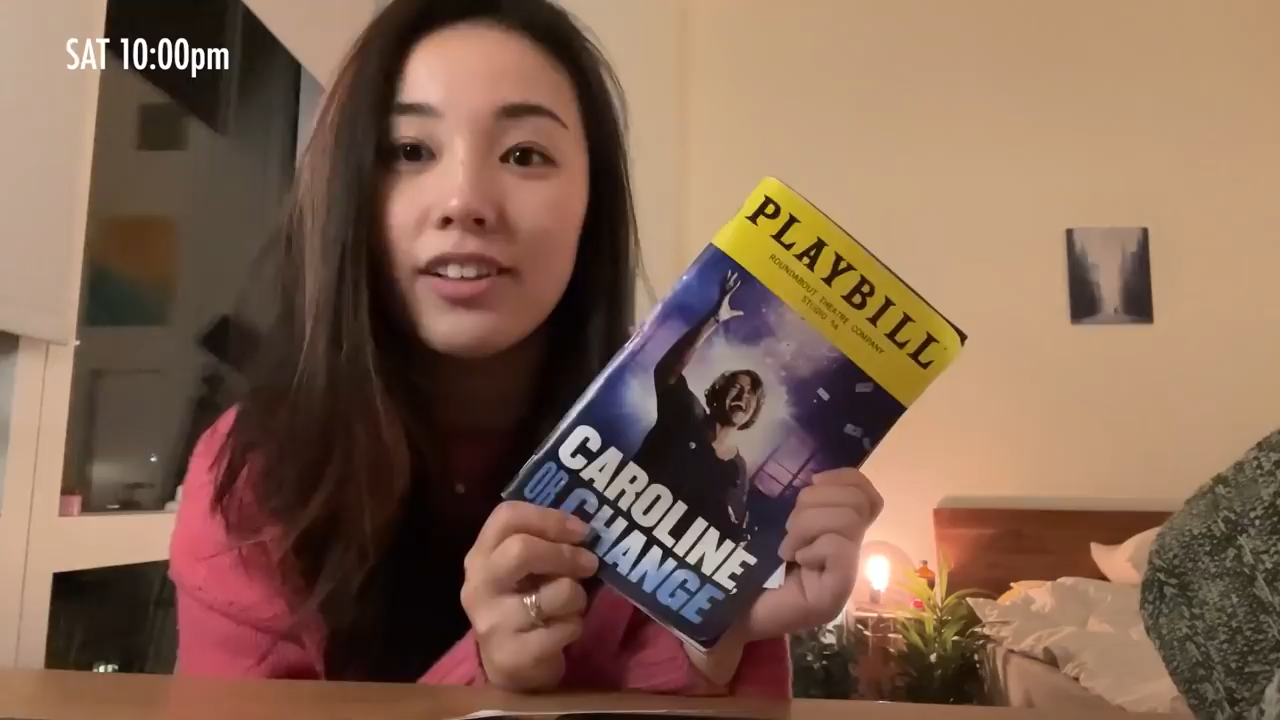 SAT 10:00pm
PLAYBILL
ROUNDABOUT THEATRE COMPANY
STUDIO 54
CAROLINE,
OR CHANGE